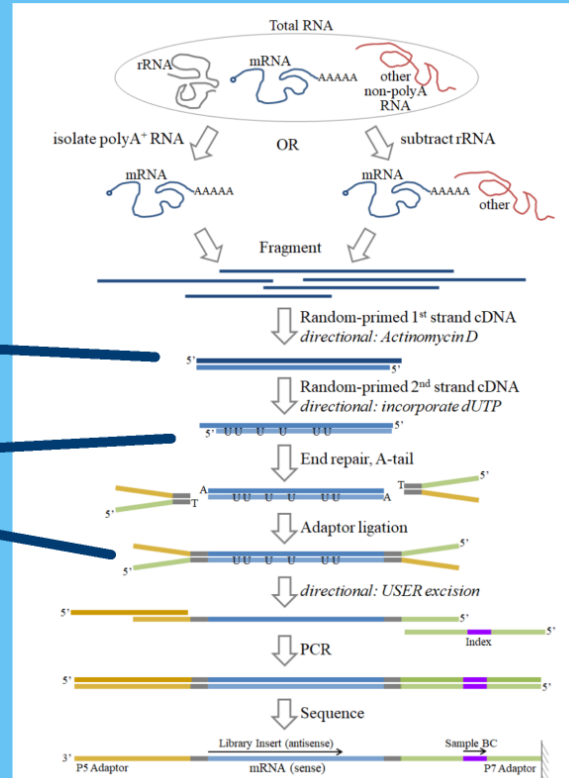 Total RNA
rRNA
mRNA
AAAAA
other
non-polyA
RNA
isolate polyA⁺ RNA
OR
subtract rRNA
mRNA
AAAAA
mRNA
AAAAA
other
Fragment
Random-primed 1st strand cDNA
directional: Actinomycin D
5'
5'
Random-primed 2nd strand cDNA
directional: incorporate dUTP
5'
5' UU U U UU
End repair, A-tail
5'
T
A
T
UU U U UU
A
5'
Adaptor ligation
5'
UU U U UU
5'
directional: USER excision
5'
5'
5'
Index
PCR
5'
5'
Sequence
Library Insert (antisense)
Sample BC
3'
P5 Adaptor
mRNA (sense)
P7 Adaptor